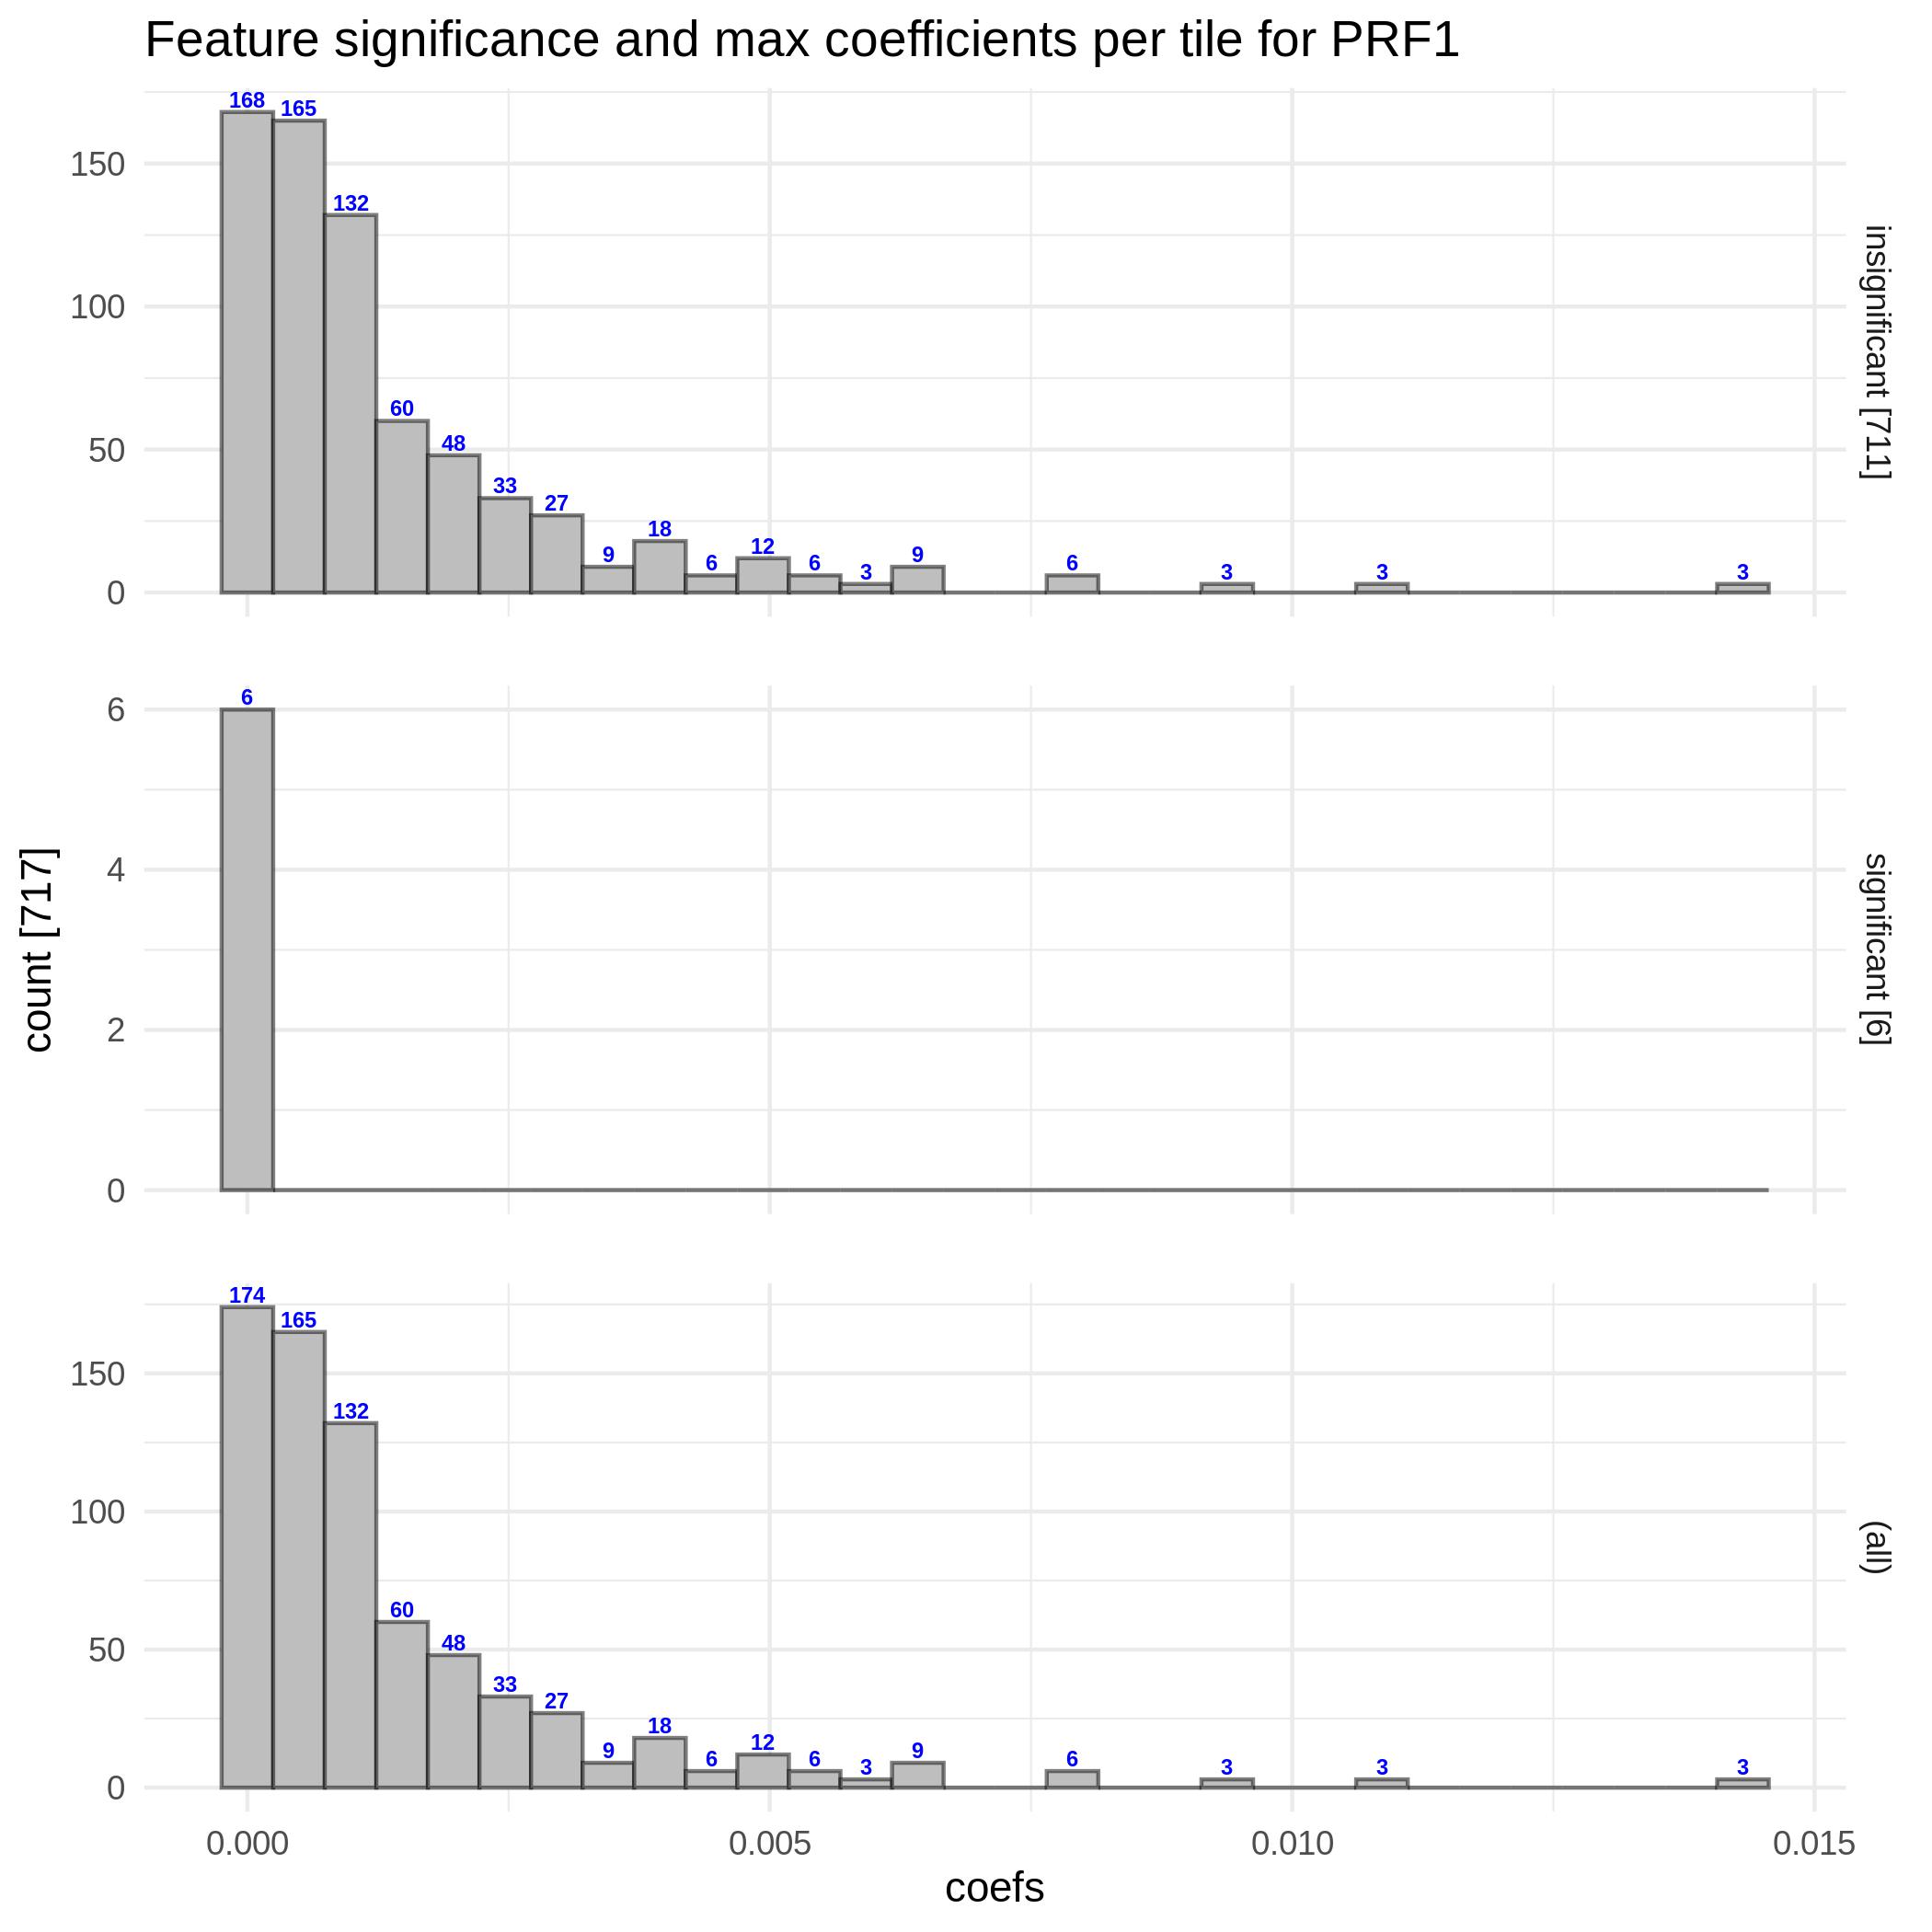 Feature significance and max coefficients per tile for PRF1
168 165 132 60 48 33 27 9 18 6 12 6 3 9 6 3 3 3
150
100
50
0
insignificant [711]
6
6
4
2
0
significant [6]
count [717]
174 165 132 60 48 33 27 9 18 6 12 6 3 9 6 3 3 3
150
100
50
0
(all)
0.000 0.005 0.010 0.015
coefs